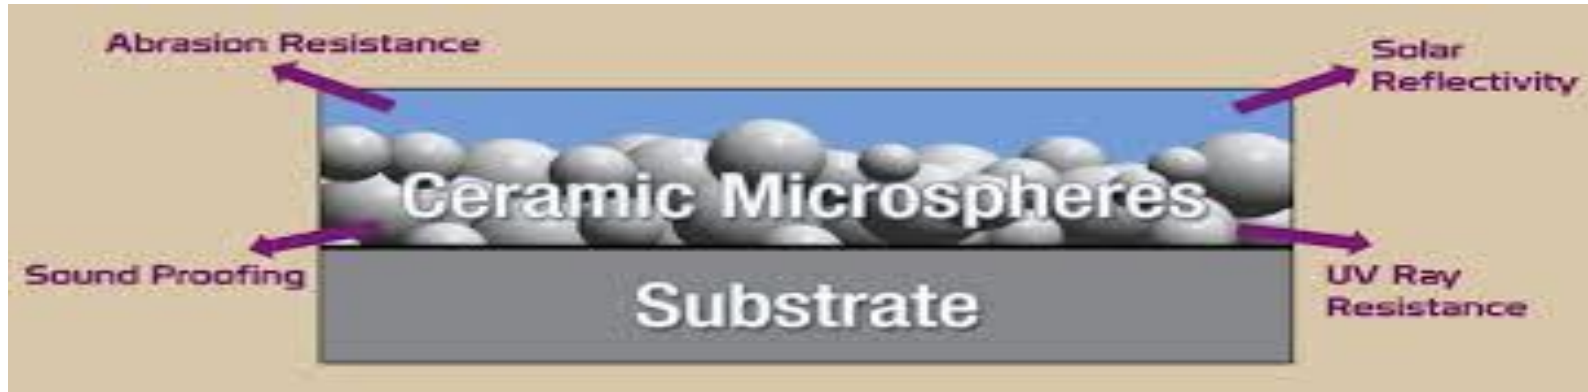 Abrasion Resistance
Solar
Reflectivity
Ceramic Microspheres
Sound Proofing
UV Ray
Resistance
Substrate